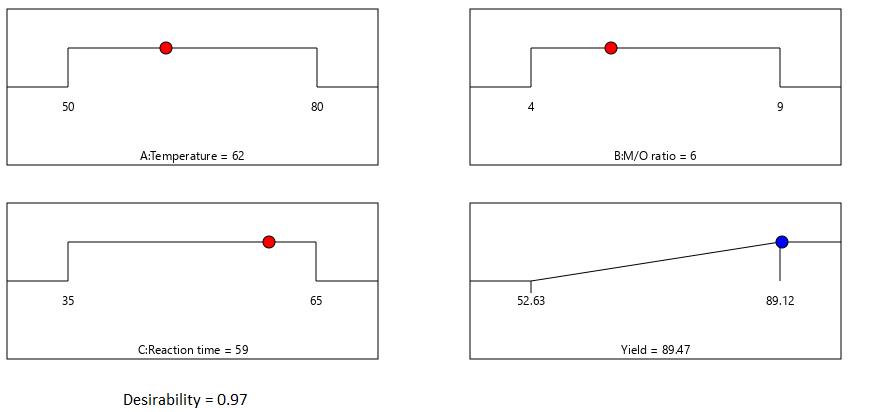 50 80
A:Temperature = 62
4 9
B:M/O ratio = 6
35 65
C:Reaction time = 59
52.63 89.12
Yield = 89.47
Desirability = 0.97